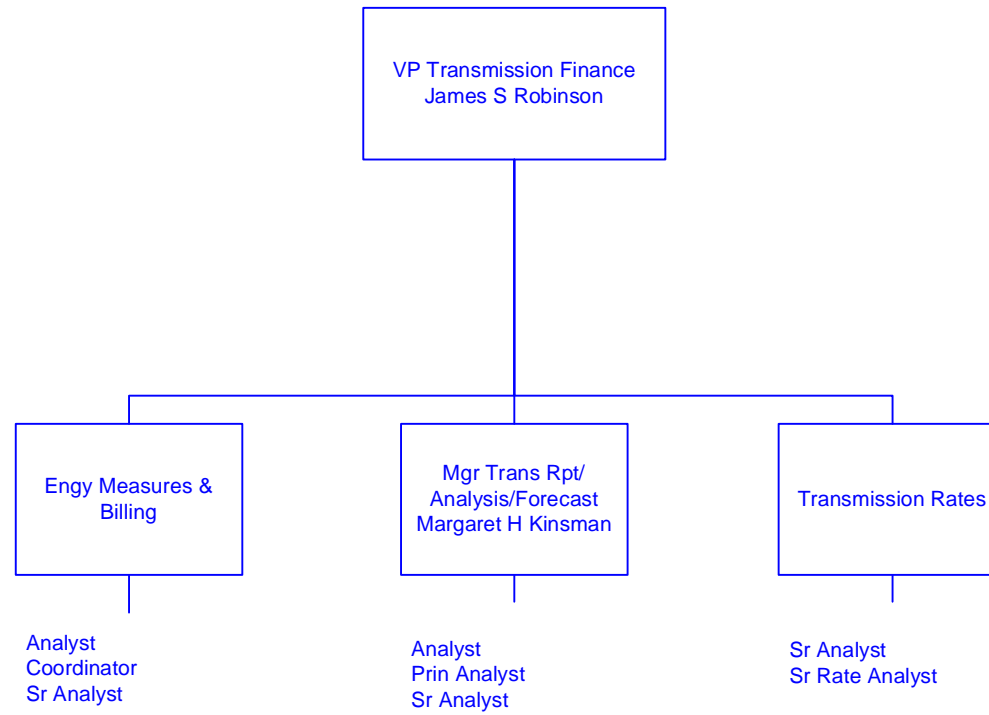 VP Transmission Finance
James S Robinson
Engy Measures &
Billing
Mgr Trans Rpt/
Analysis/Forecast
Margaret H Kinsman
Transmission Rates
Analyst
Coordinator
Sr Analyst
Analyst
Prin Analyst
Sr Analyst
Sr Analyst
Sr Rate Analyst